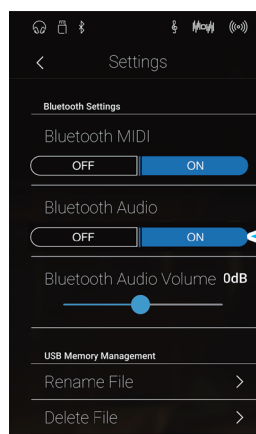 Settings
Bluetooth Settings
Bluetooth MIDI
OFF ON
Bluetooth Audio
OFF ON
Bluetooth Audio Volume 0dB
USB Memory Management
Rename File
Delete File